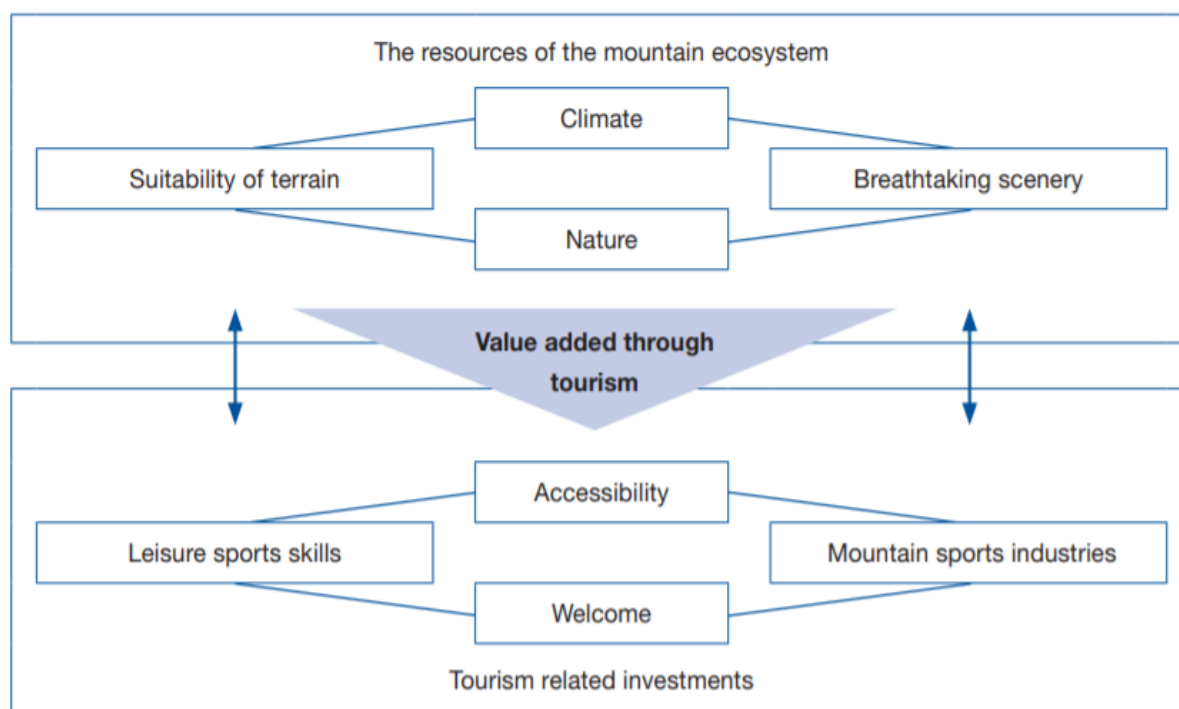 The resources of the mountain ecosystem
Climate
Suitability of terrain
Breathtaking scenery
Nature
Value added through
tourism
Accessibility
Leisure sports skills
Mountain sports industries
Welcome
Tourism related investments